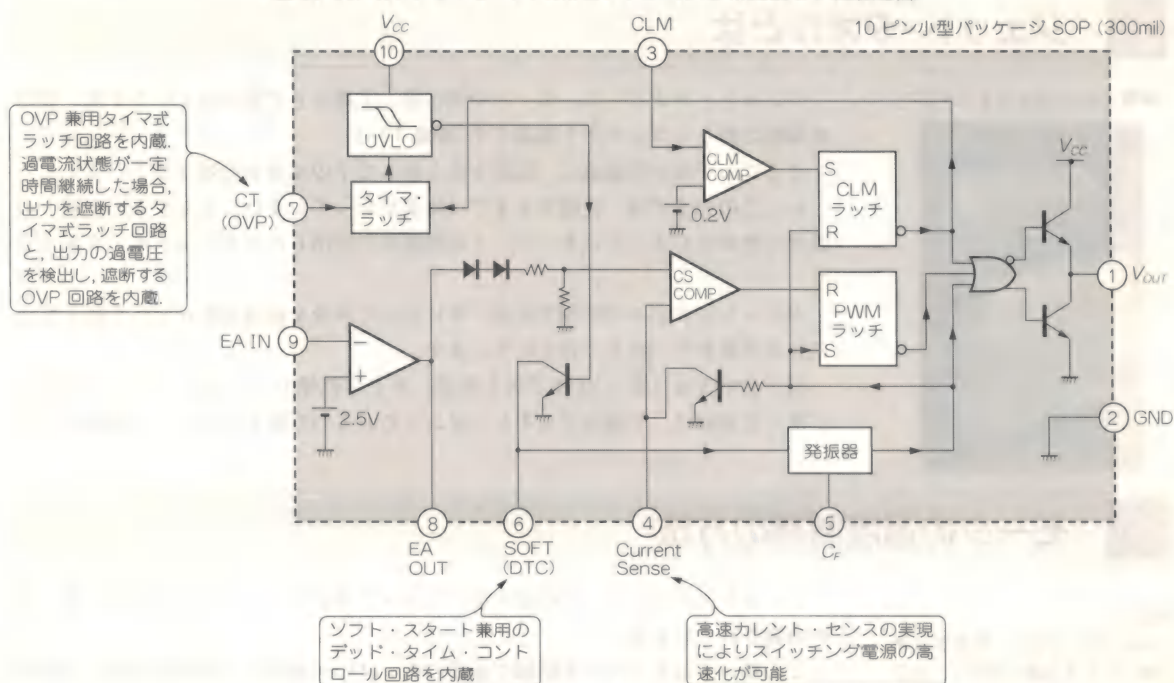 V_CC
CLM
10 ピン小型パッケージ SOP (300mil)
10
3
OVP 兼用タイマ式
ラッチ回路を内蔵.
過電流状態が一定
時間継続した場合,
出力を遮断するタ
イマ式ラッチ回路
と, 出力の過電圧
を検出し, 遮断する
OVP 回路を内蔵.
UVLO
CT
(OVP)
7
タイマ・
ラッチ
CLM
COMP
0.2V
S
CLM
ラッチ
R
V_CC
CS
COMP
R
PWM
ラッチ
S
1
V_OUT
EA IN
9
−
+
2.5V
2
GND
発振器
8
6
4
5
EA
OUT
SOFT
(DTC)
Current
Sense
C_F
ソフト・スタート兼用の
デッド・タイム・コント
ロール回路を内蔵
高速カレント・センスの実現
によりスイッチング電源の高
速化が可能